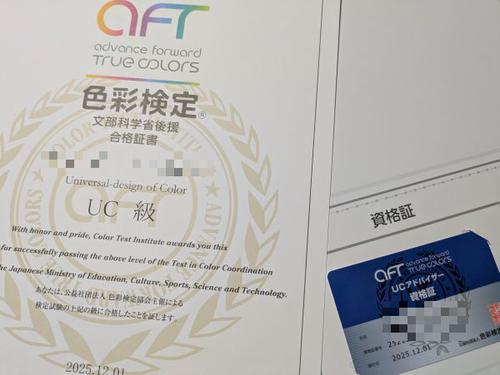 aFT
advance forward
True colors
色彩検定®
文部科学省後援
合格証書
Universal-design of Color
UC 級
With honor and pride, Color Test Institute awards you this
for successfully passing the above level of the Test in Color Coordination
the Japanese Ministry of Education, Culture, Sports, Science and Technology.
あなたは、公益社団法人 色彩検定協会主催による
検定試験の上記の級に合格したことを証します。
2025.12.01
資格証
aFT
advance forward
True colors
UCアドバイザー
資格証
2025.12.01
色彩検